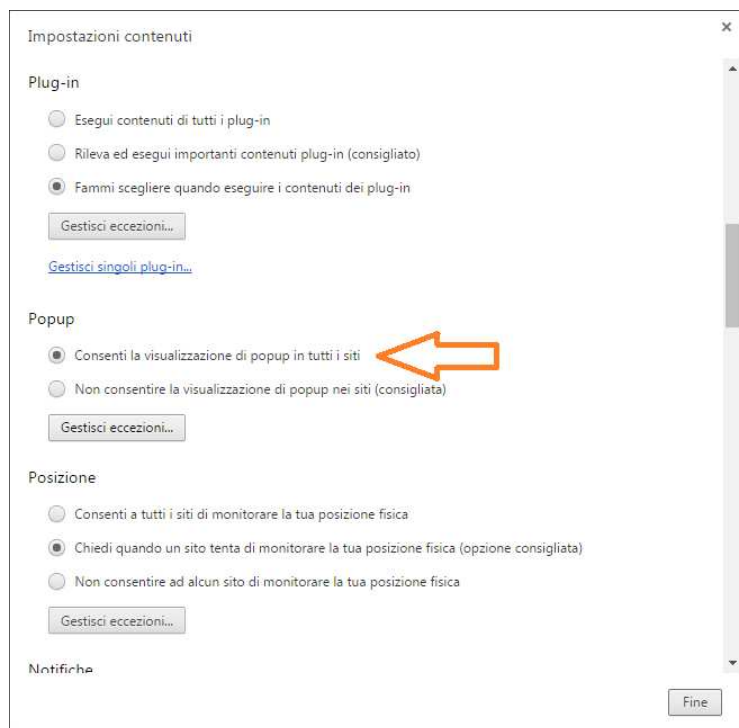 Impostazioni contenuti
Plug-in
Esegui contenuti di tutti i plug-in
Rileva ed esegui importanti contenuti plug-in (consigliato)
Fammi scegliere quando eseguire i contenuti dei plug-in
Gestisci eccezioni...
Gestisci singoli plug-in...
Popup
Consenti la visualizzazione di popup in tutti i siti
Non consentire la visualizzazione di popup nei siti (consigliata)
Gestisci eccezioni...
Posizione
Consenti a tutti i siti di monitorare la tua posizione fisica
Chiedi quando un sito tenta di monitorare la tua posizione fisica (opzione consigliata)
Non consentire ad alcun sito di monitorare la tua posizione fisica
Gestisci eccezioni...
Notifiche
Fine